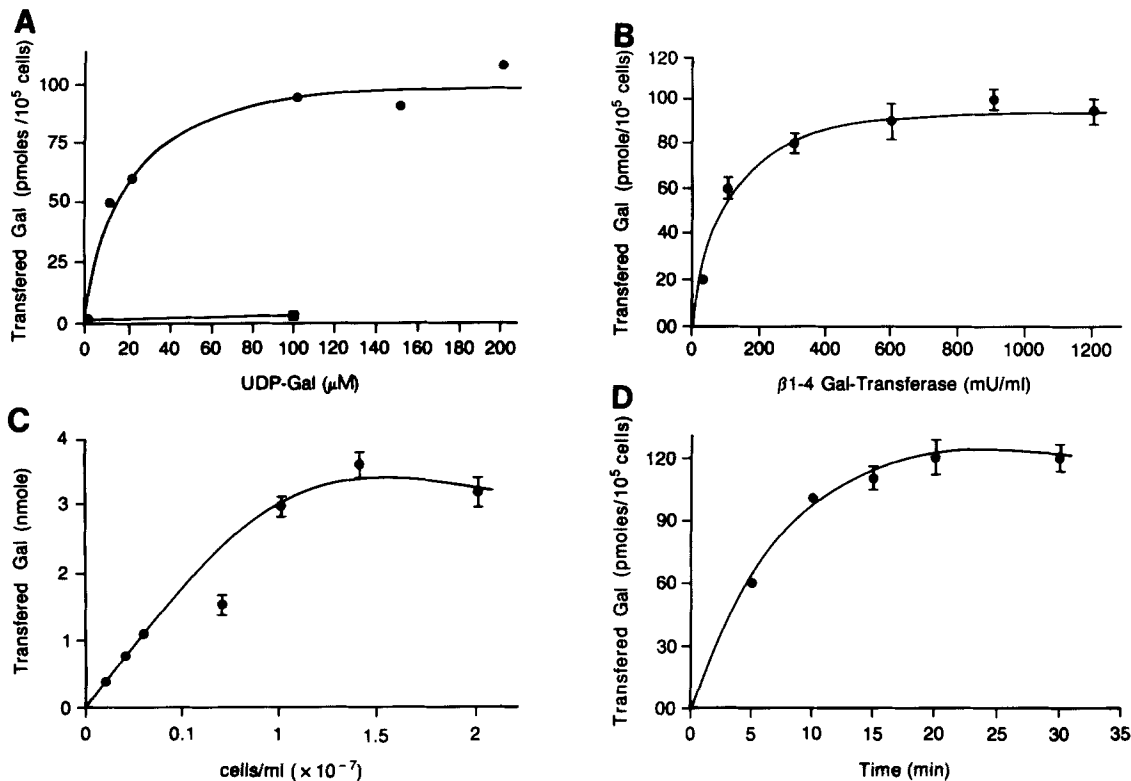 A
Transfered Gal (pmoles /10⁵ cells)
100
75
50
25
0
0 20 40 60 80 100 120 140 160 180 200
UDP-Gal (μM)
B
Transfered Gal (pmole/10⁵ cells)
120
100
80
60
40
20
00
0 200 400 600 800 1000 1200
β1-4 Gal-Transferase (mU/ml)
C
Transfered Gal (nmole)
4
3
2
1
0
0 0.1 1 1.5 2
cells/ml (× 10⁻⁷)
D
Transfered Gal (pmoles/10⁵ cells)
120
90
60
30
00
0 5 10 15 20 25 30 35
Time (min)